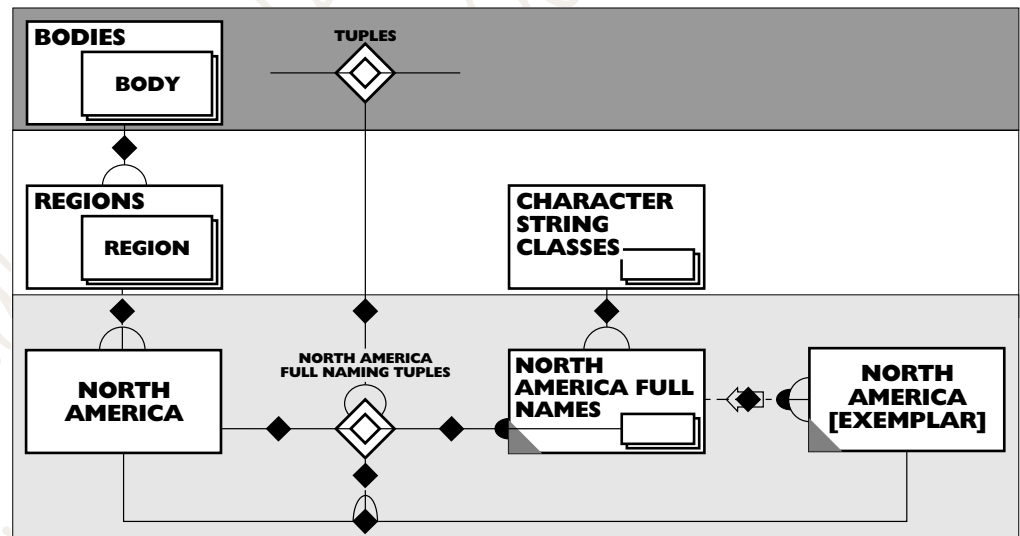 BODIES
BODY
TUPLES
REGIONS
REGION
CHARACTER
STRING
CLASSES
NORTH
AMERICA
NORTH AMERICA
FULL NAMING TUPLES
NORTH
AMERICA FULL
NAMES
NORTH
AMERICA
[EXEMPLAR]